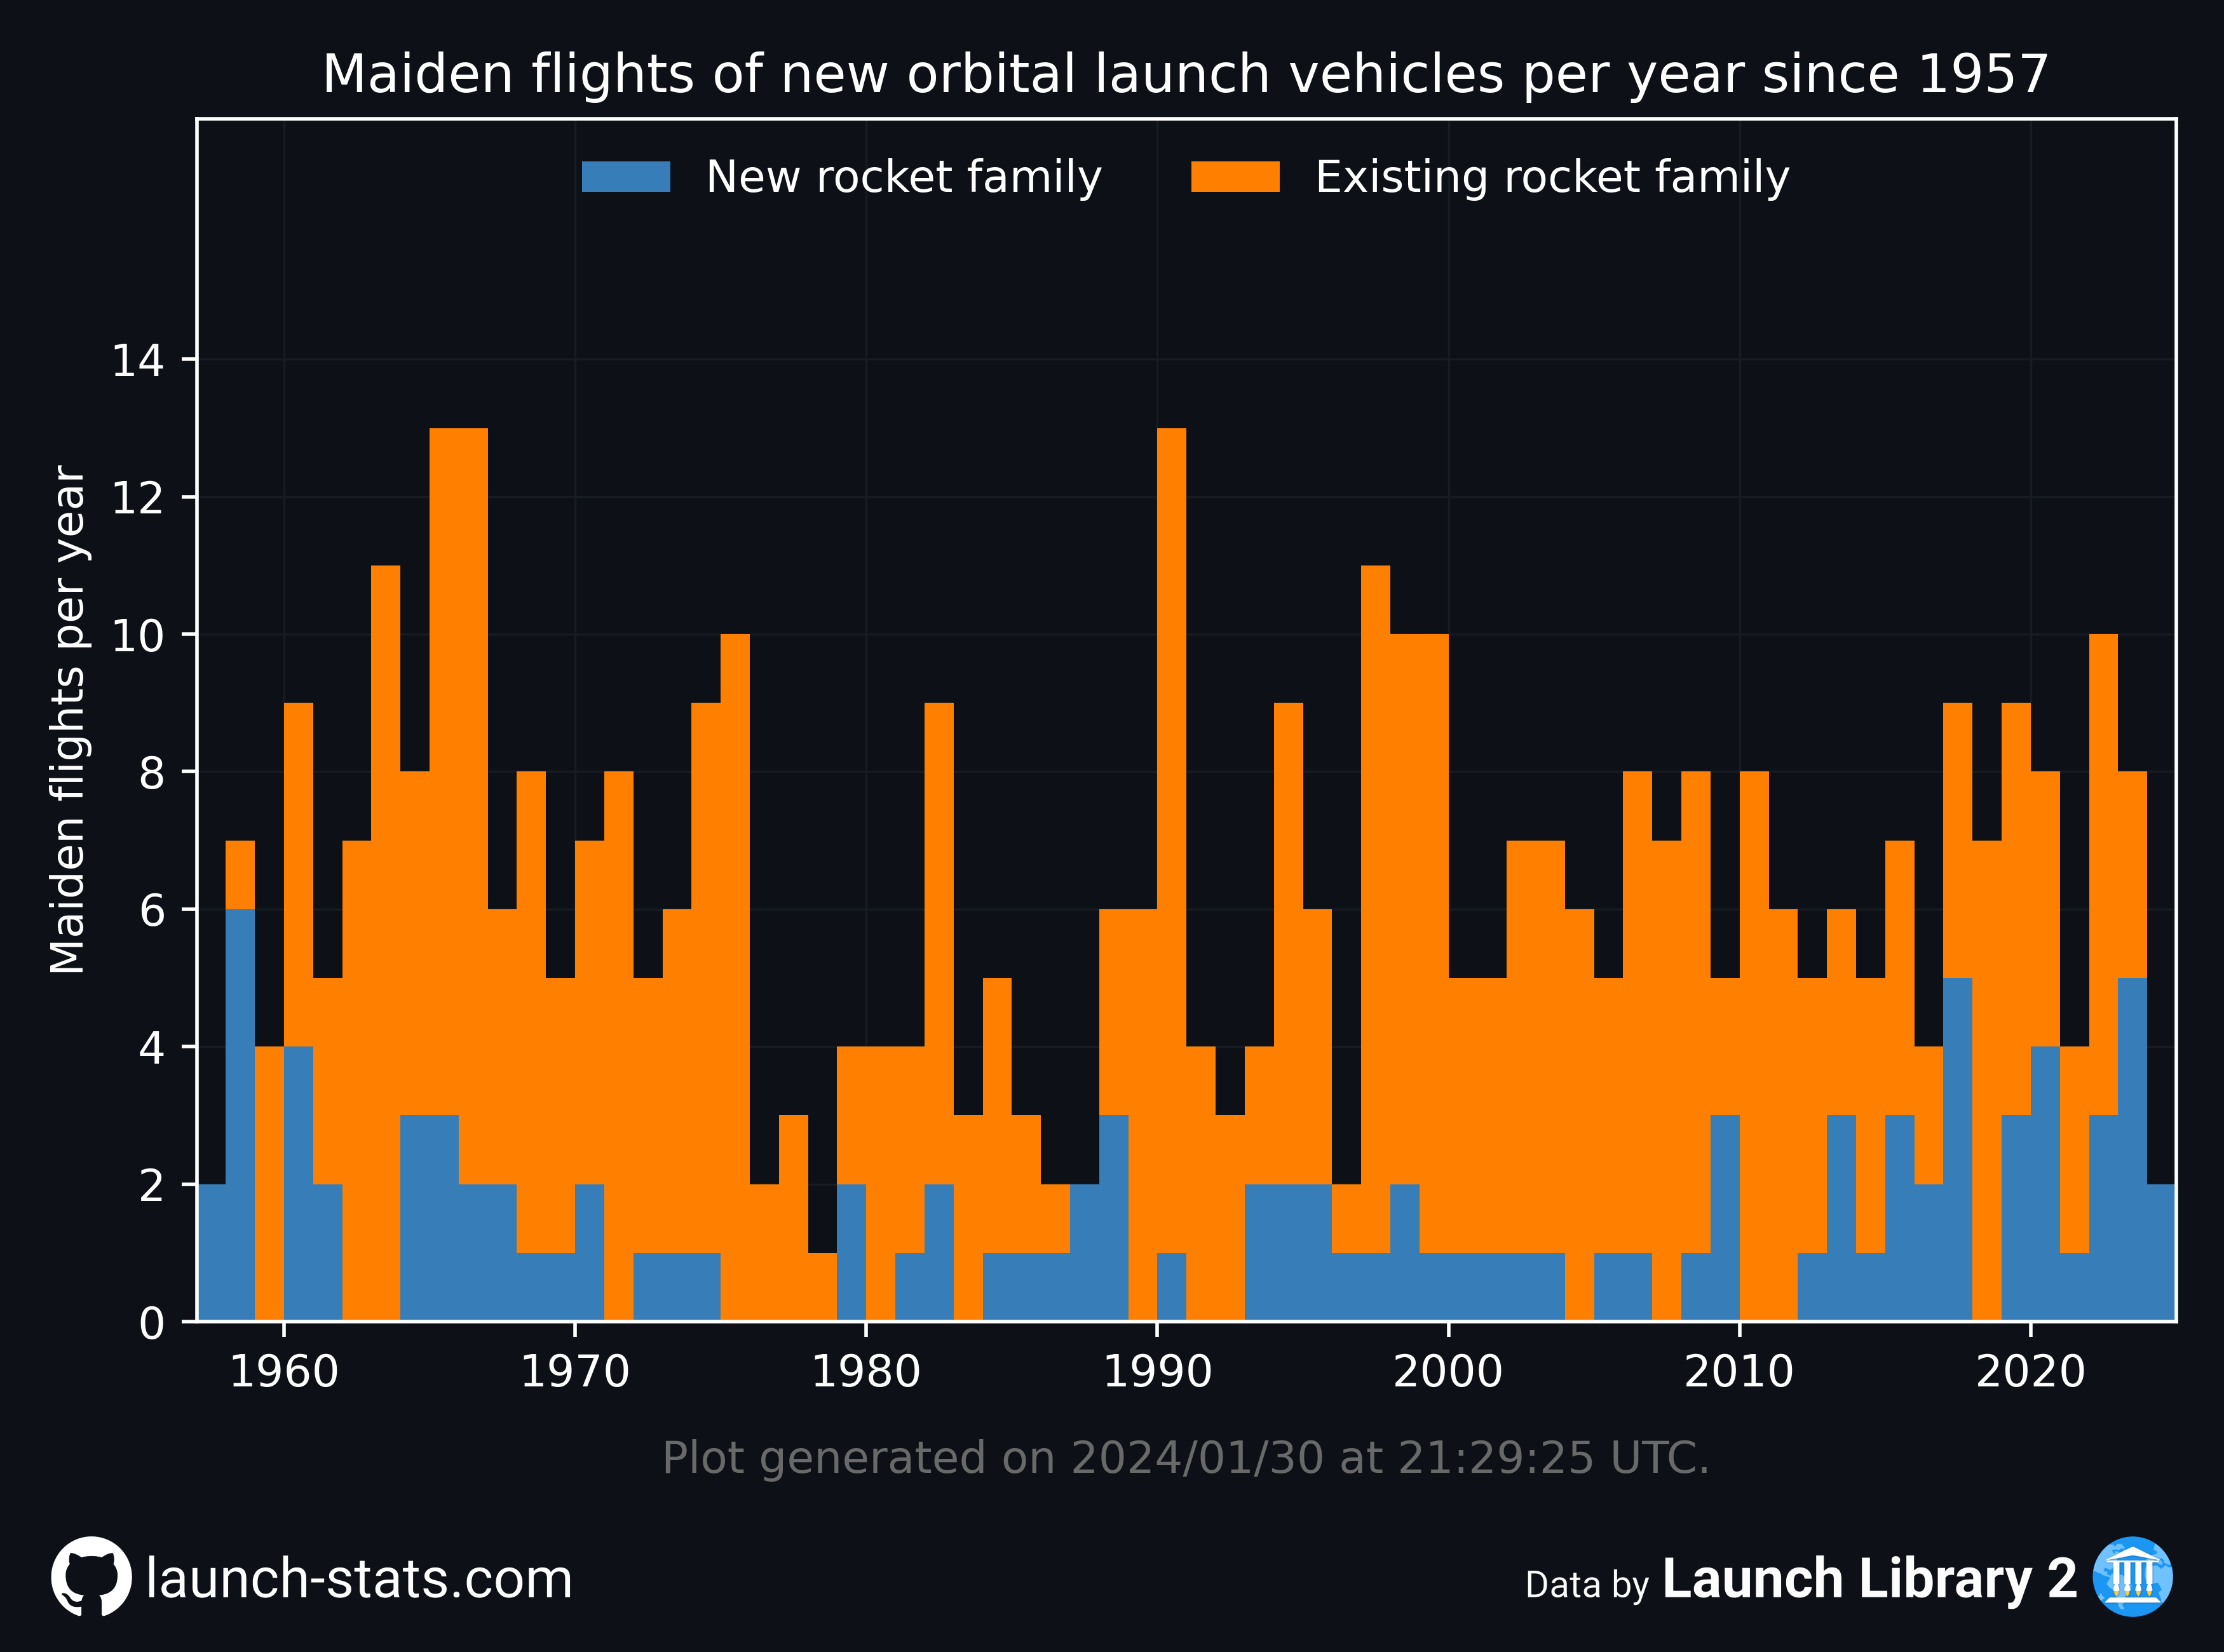 Maiden flights of new orbital launch vehicles per year since 1957
New rocket family
Existing rocket family
Maiden flights per year
14
12
10
8
6
4
2
0
1960
1970
1980
1990
2000
2010
2020
Plot generated on 2024/01/30 at 21:29:25 UTC.
launch-stats.com
Data by Launch Library 2